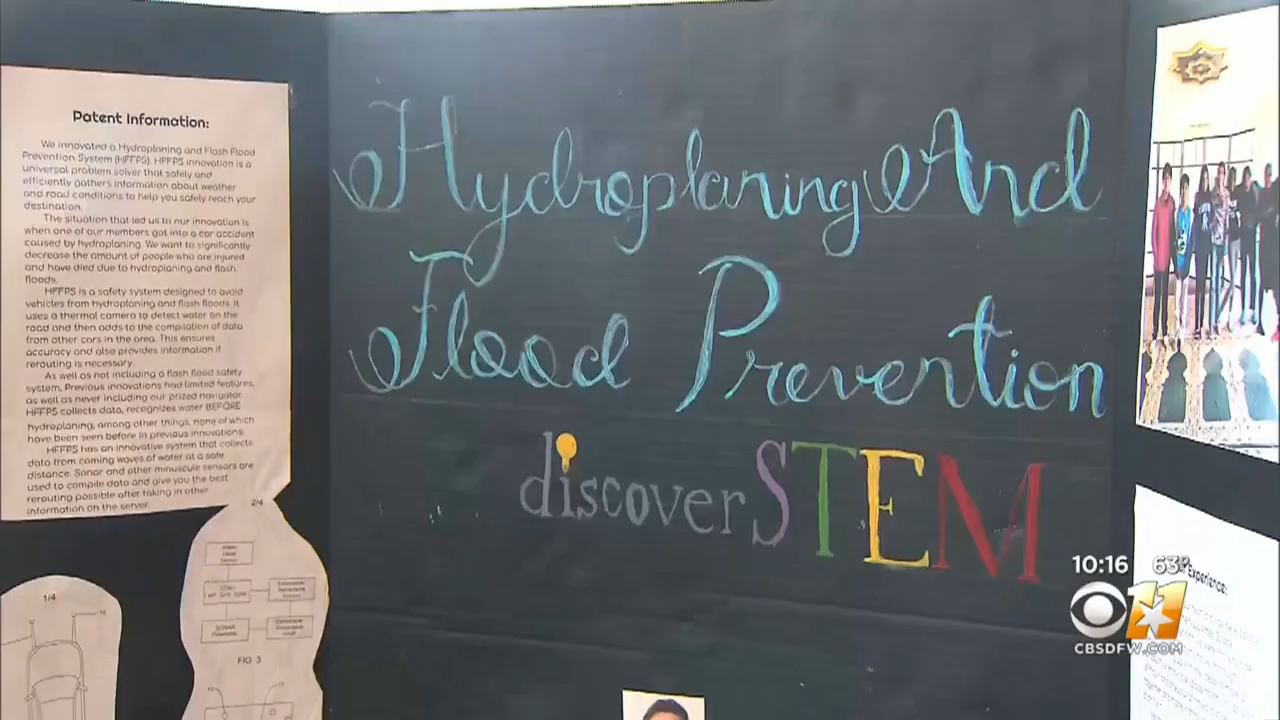 Patent Information:
We innovated a Hydroplaning and Flash Flood
Prevention System (HFFPS). HFFPS innovation is a
universal problem solver that safely and
efficiently gathers information about weather
and road conditions to help you safely reach your
destination.
The situation that led us to our innovation is
when one of our members got into a car accident
caused by hydroplaning. We want to significantly
decrease the amount of people who are injured
and have died due to hydroplaning and flash
floods.
HFFPS is a safety system designed to avoid
vehicles from hydroplaning and flash floods. It
uses a thermal camera to detect water on the
road and then adds to the compilation of data
from other cars in the area. This ensures
accuracy and also provides information if
rerouting is necessary.
As well as not including a flash flood safety
system, Previous innovations had limited features,
as well as never including our prized navigator.
HFFPS collects data, recognizes water BEFORE
hydroplaning, among other things, none of which
have been seen before in previous innovations.
HFFPS has an innovative system that collects
data from coming waves of water at a safe
distance. Sonar and other minuscule sensors are
used to compile data and give you the best
rerouting possible after taking in other
information on the server.
2/4
FIG 3
1/4
Hydroplaning And
Flood Prevention
discover STEM
Experience:
10:16 63º
11
CBSDFW.COM